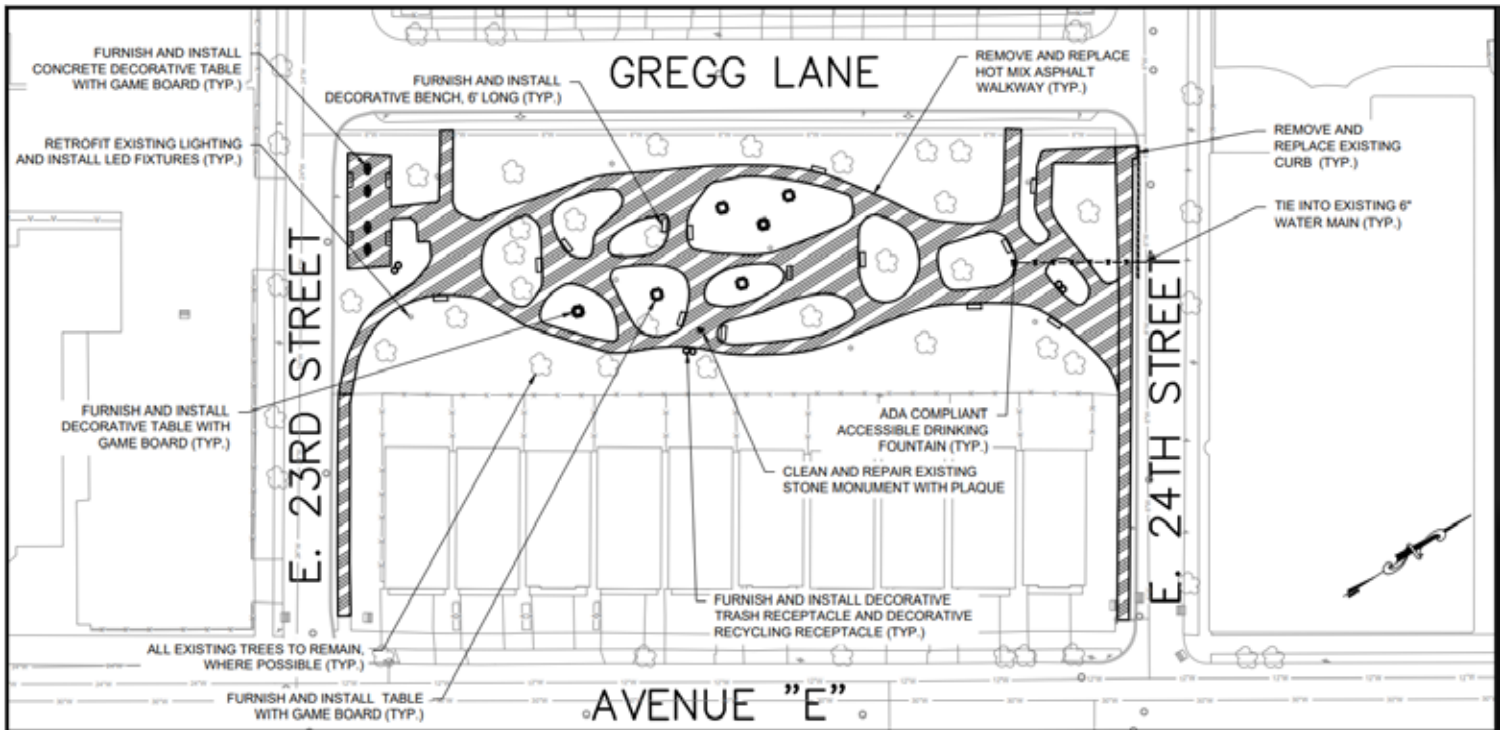 FURNISH AND INSTALL
CONCRETE DECORATIVE TABLE
WITH GAME BOARD (TYP.)
FURNISH AND INSTALL
DECORATIVE BENCH, 6' LONG (TYP.)
GREGG LANE
REMOVE AND REPLACE
HOT MIX ASPHALT
WALKWAY (TYP.)
RETROFIT EXISTING LIGHTING
AND INSTALL LED FIXTURES (TYP.)
REMOVE AND
REPLACE EXISTING
CURB (TYP.)
TIE INTO EXISTING 6"
WATER MAIN (TYP.)
E. 23RD STREET
E. 24TH STREET
FURNISH AND INSTALL
DECORATIVE TABLE WITH
GAME BOARD (TYP.)
ADA COMPLIANT
ACCESSIBLE DRINKING
FOUNTAIN (TYP.)
CLEAN AND REPAIR EXISTING
STONE MONUMENT WITH PLAQUE
FURNISH AND INSTALL DECORATIVE
TRASH RECEPTACLE AND DECORATIVE
RECYCLING RECEPTACLE (TYP.)
ALL EXISTING TREES TO REMAIN,
WHERE POSSIBLE (TYP.)
FURNISH AND INSTALL TABLE
WITH GAME BOARD (TYP.)
AVENUE "E"